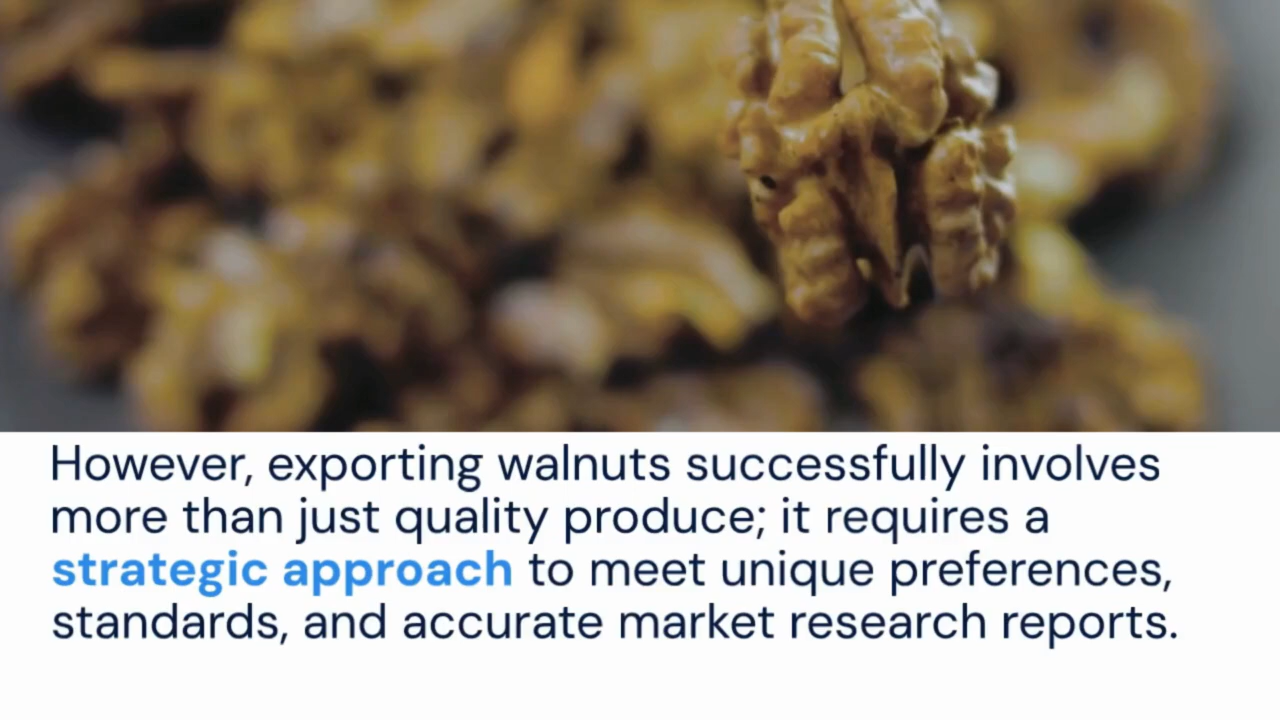 However, exporting walnuts successfully involves
more than just quality produce; it requires a
strategic approach to meet unique preferences,
standards, and accurate market research reports.